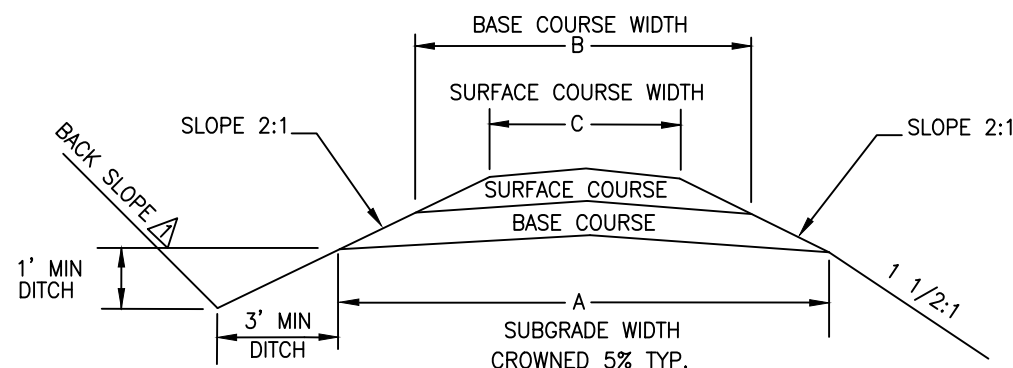 BASE COURSE WIDTH
B
SURFACE COURSE WIDTH
C
SLOPE 2:1
SLOPE 2:1
BACK SLOPE 1
SURFACE COURSE
BASE COURSE
1' MIN
DITCH
3' MIN
DITCH
A
SUBGRADE WIDTH
CROWNED 5% TYP.
1 1/2:1